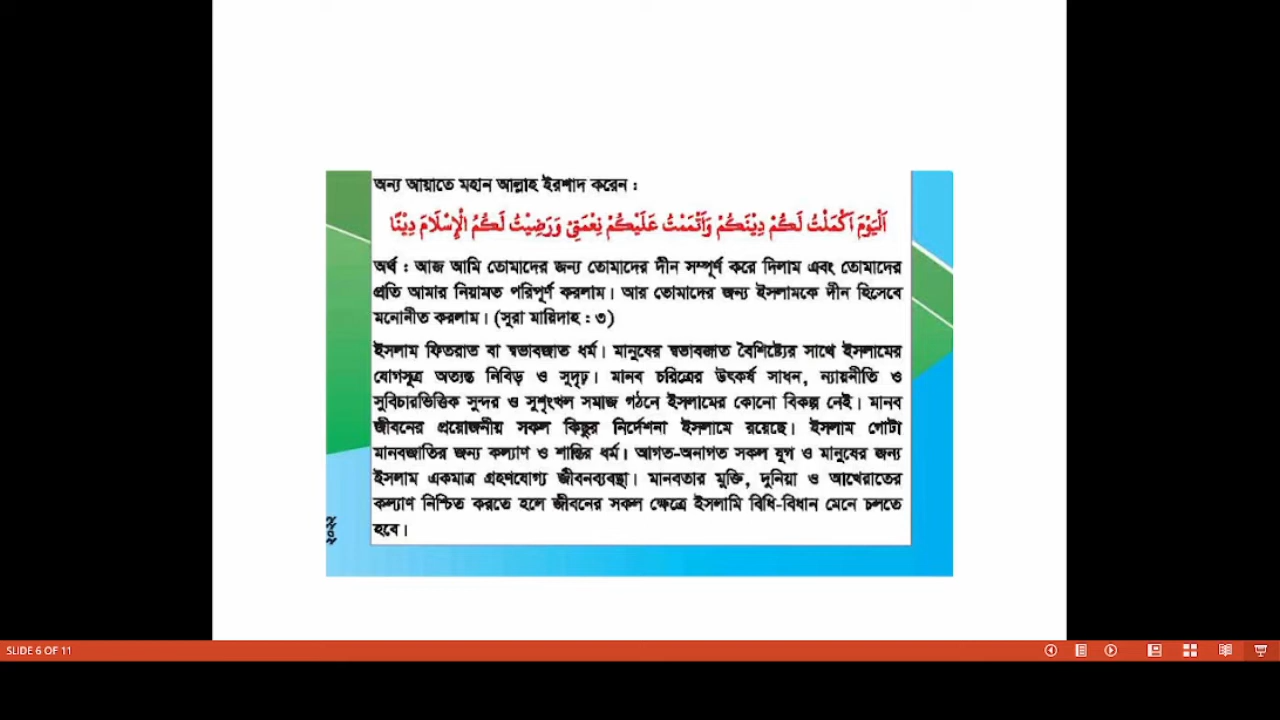 অন্য আয়াতে মহান আল্লাহ ইরশাদ করেন :
اَلْيَوْمَ اَكْمَلْتُ لَكُمْ دِيْنَكُمْ وَاَتْمَمْتُ عَلَيْكُمْ نِعْمَتِيْ وَرَضِيْتُ لَكُمُ الْاِسْلَامَ دِيْنًا
অর্থ : আজ আমি তোমাদের জন্য তোমাদের দীন সম্পূর্ণ করে দিলাম এবং তোমাদের
প্রতি আমার নিয়ামত পরিপূর্ণ করলাম। আর তোমাদের জন্য ইসলামকে দীন হিসেবে
মনোনীত করলাম। (সূরা মায়িদাহ : ৩)
ইসলাম ফিতরাত বা স্বভাবজাত ধর্ম। মানুষের স্বভাবজাত বৈশিষ্ট্যের সাথে ইসলামের
যোগসূত্র অত্যন্ত নিবিড় ও সুদৃঢ়। মানব চরিত্রের উৎকর্ষ সাধন, ন্যায়নীতি ও
সুবিচারভিত্তিক সুন্দর ও সুশৃংখল সমাজ গঠনে ইসলামের কোনো বিকল্প নেই। মানব
জীবনের প্রয়োজনীয় সকল কিছুর নির্দেশনা ইসলামে রয়েছে। ইসলাম গোটা
মানবজাতির জন্য কল্যাণ ও শান্তির ধর্ম। আগত-অনাগত সকল যুগ ও মানুষের জন্য
ইসলাম একমাত্র গ্রহণযোগ্য জীবনব্যবস্থা। মানবতার মুক্তি, দুনিয়া ও আখেরাতের
কল্যাণ নিশ্চিত করতে হলে জীবনের সকল ক্ষেত্রে ইসলামি বিধি-বিধান মেনে চলতে
হবে।
২০২২
SLIDE 6 OF 11